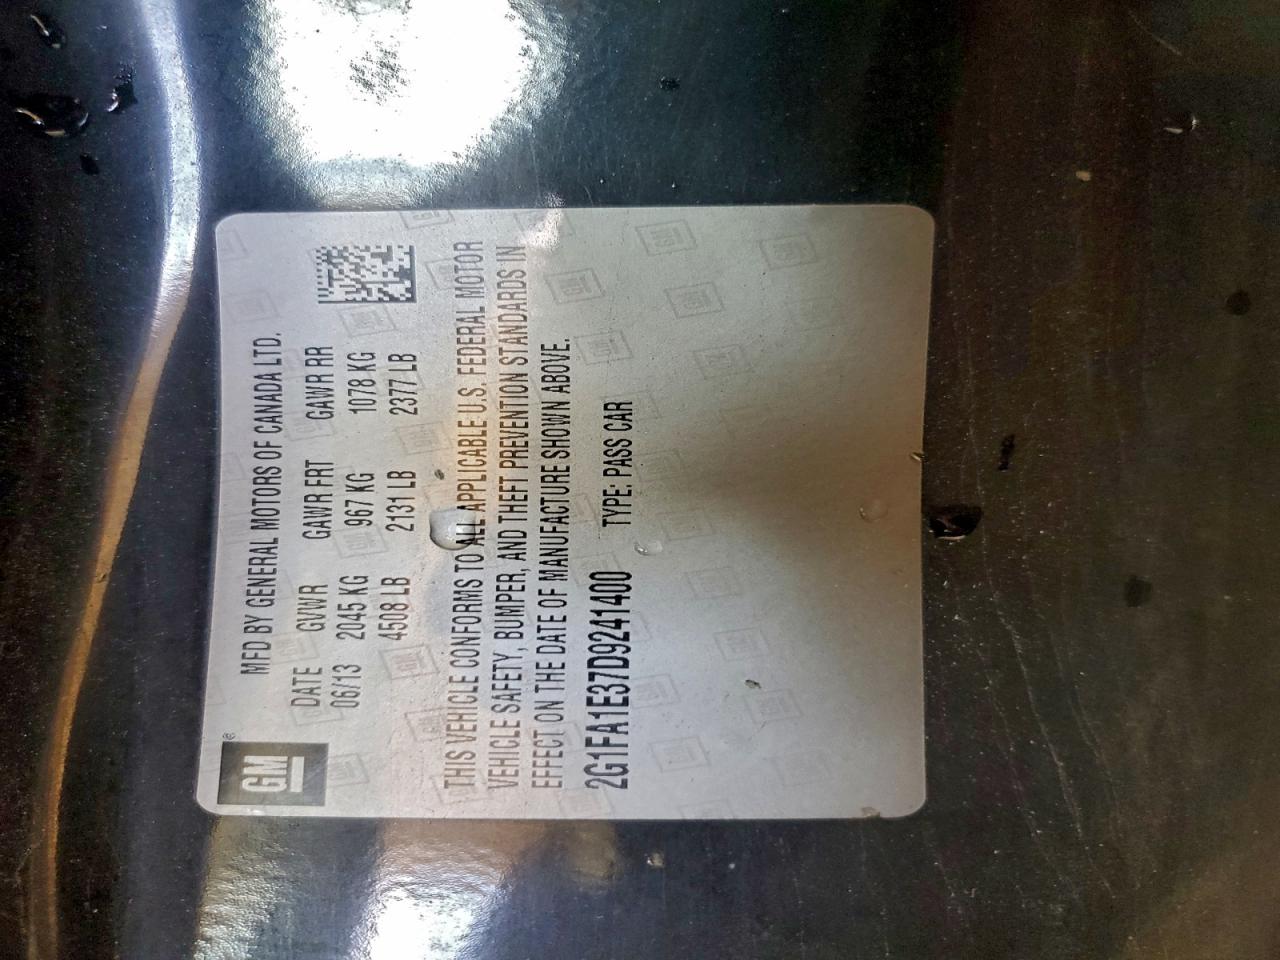 GM ®
MFD BY GENERAL MOTORS OF CANADA LTD.
DATE GVWR GAWR FRT GAWR RR
06/13 2045 KG 967 KG 1078 KG
4508 LB 2131 LB 2377 LB
THIS VEHICLE CONFORMS TO ALL APPLICABLE U.S. FEDERAL MOTOR
VEHICLE SAFETY, BUMPER, AND THEFT PREVENTION STANDARDS IN
EFFECT ON THE DATE OF MANUFACTURE SHOWN ABOVE.
2G1FA1E37D9241400 TYPE: PASS CAR